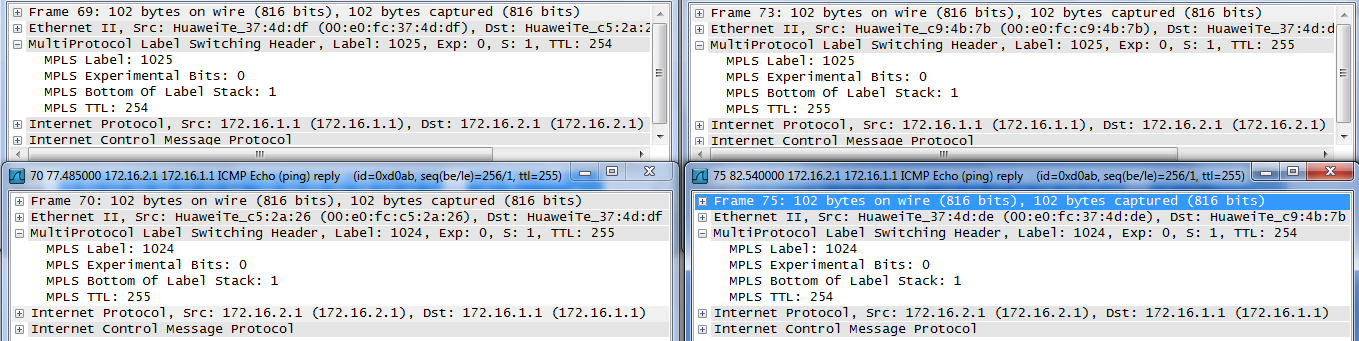 Frame 69: 102 bytes on wire (816 bits), 102 bytes captured (816 bits)
Ethernet II, Src: HuaweiTe_37:4d:df (00:e0:fc:37:4d:df), Dst: HuaweiTe_c5:2a:2
MultiProtocol Label Switching Header, Label: 1025, Exp: 0, S: 1, TTL: 254
MPLS Label: 1025
MPLS Experimental Bits: 0
MPLS Bottom Of Label Stack: 1
MPLS TTL: 254
Internet Protocol, Src: 172.16.1.1 (172.16.1.1), Dst: 172.16.2.1 (172.16.2.1)
Internet Control Message Protocol
Frame 73: 102 bytes on wire (816 bits), 102 bytes captured (816 bits)
Ethernet II, Src: HuaweiTe_c9:4b:7b (00:e0:fc:c9:4b:7b), Dst: HuaweiTe_37:4d:d
MultiProtocol Label Switching Header, Label: 1025, Exp: 0, S: 1, TTL: 255
MPLS Label: 1025
MPLS Experimental Bits: 0
MPLS Bottom Of Label Stack: 1
MPLS TTL: 255
Internet Protocol, Src: 172.16.1.1 (172.16.1.1), Dst: 172.16.2.1 (172.16.2.1)
Internet Control Message Protocol
70 77.485000 172.16.2.1 172.16.1.1 ICMP Echo (ping) reply (id=0xd0ab, seq(be/le)=256/1, ttl=255)
Frame 70: 102 bytes on wire (816 bits), 102 bytes captured (816 bits)
Ethernet II, Src: HuaweiTe_c5:2a:26 (00:e0:fc:c5:2a:26), Dst: HuaweiTe_37:4d:df
MultiProtocol Label Switching Header, Label: 1024, Exp: 0, S: 1, TTL: 255
MPLS Label: 1024
MPLS Experimental Bits: 0
MPLS Bottom Of Label Stack: 1
MPLS TTL: 255
Internet Protocol, Src: 172.16.2.1 (172.16.2.1), Dst: 172.16.1.1 (172.16.1.1)
Internet Control Message Protocol
75 82.540000 172.16.2.1 172.16.1.1 ICMP Echo (ping) reply (id=0xd0ab, seq(be/le)=256/1, ttl=255)
Frame 75: 102 bytes on wire (816 bits), 102 bytes captured (816 bits)
Ethernet II, Src: HuaweiTe_37:4d:de (00:e0:fc:37:4d:de), Dst: HuaweiTe_c9:4b:7b
MultiProtocol Label Switching Header, Label: 1024, Exp: 0, S: 1, TTL: 254
MPLS Label: 1024
MPLS Experimental Bits: 0
MPLS Bottom Of Label Stack: 1
MPLS TTL: 254
Internet Protocol, Src: 172.16.2.1 (172.16.2.1), Dst: 172.16.1.1 (172.16.1.1)
Internet Control Message Protocol